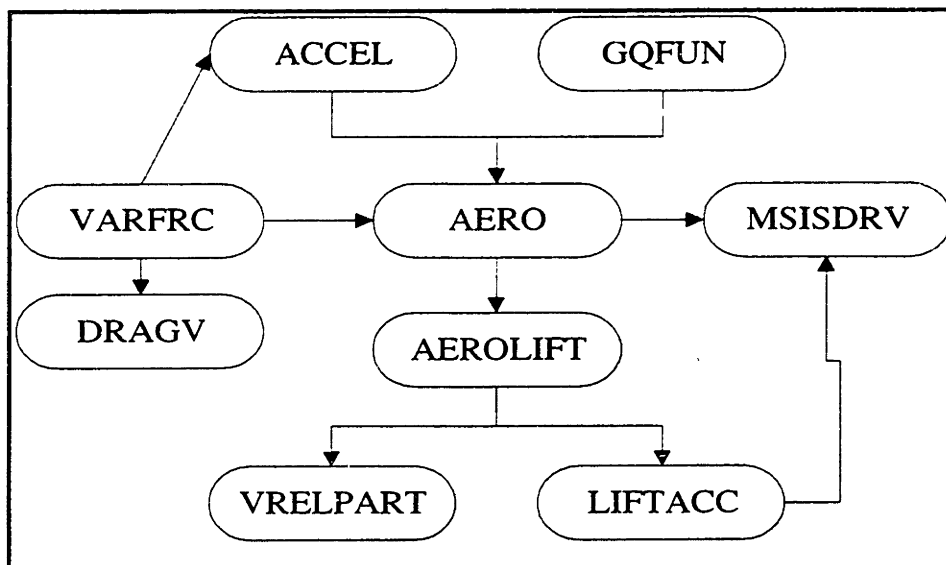 ACCEL
GQFUN
VARFRC
AERO
MSISDRV
DRAGV
AEROLIFT
VRELPART
LIFTACC